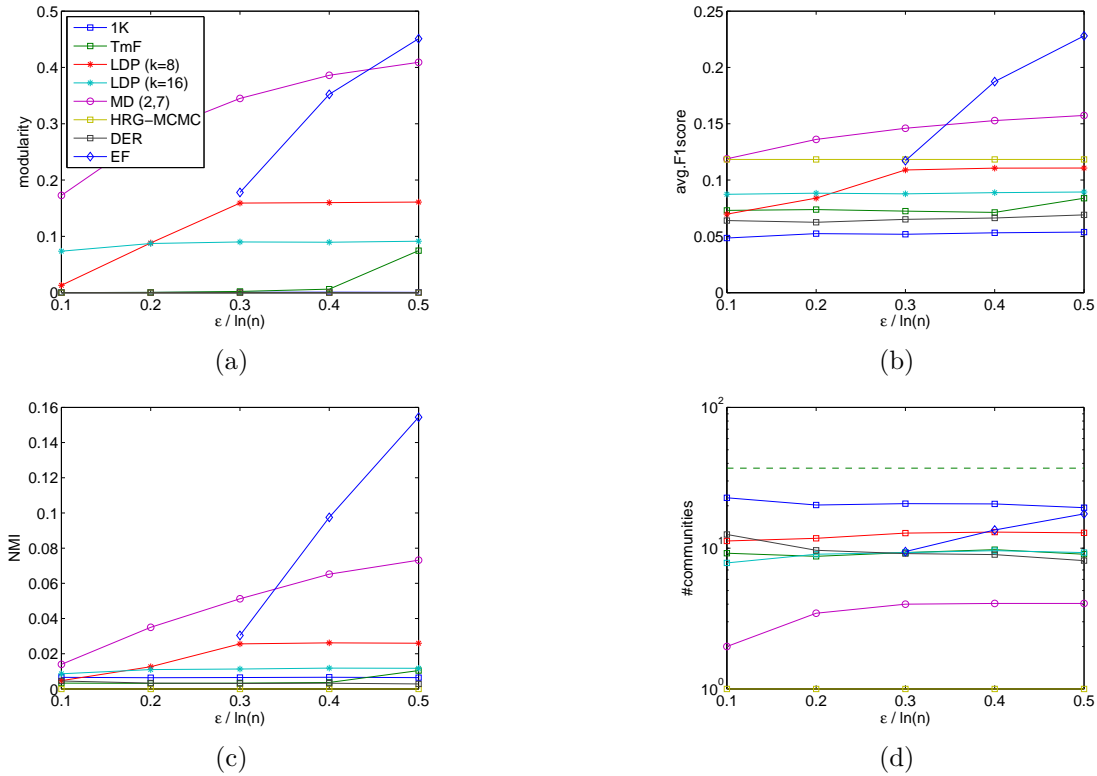 0.5
0.4
0.3
0.2
0.1
0
modularity
1K
TmF
LDP (k=8)
LDP (k=16)
MD (2,7)
HRG−MCMC
DER
EF
0.1 0.2 0.3 0.4 0.5
ε / ln(n)
(a)
0.25
0.2
0.15
0.1
0.05
0
avg.F1score
0.1 0.2 0.3 0.4 0.5
ε / ln(n)
(b)
0.16
0.14
0.12
0.1
0.08
0.06
0.04
0.02
0
NMI
0.1 0.2 0.3 0.4 0.5
ε / ln(n)
(c)
10²
10¹
10⁰
#communities
0.1 0.2 0.3 0.4 0.5
ε / ln(n)
(d)